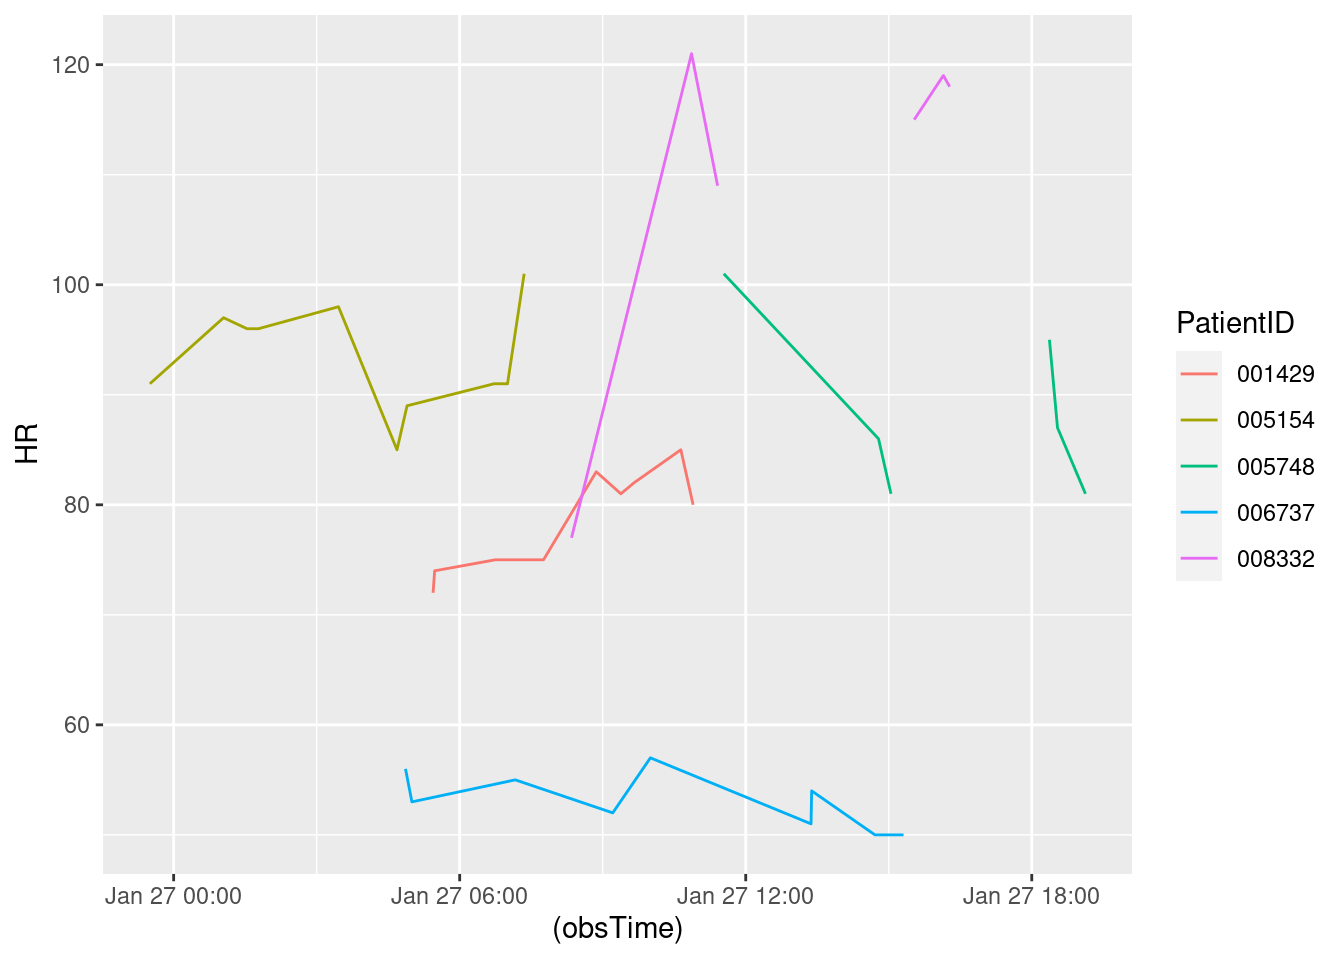 120
100
80
60
HR
Jan 27 00:00
Jan 27 06:00
Jan 27 12:00
Jan 27 18:00
(obsTime)
PatientID
001429
005154
005748
006737
008332